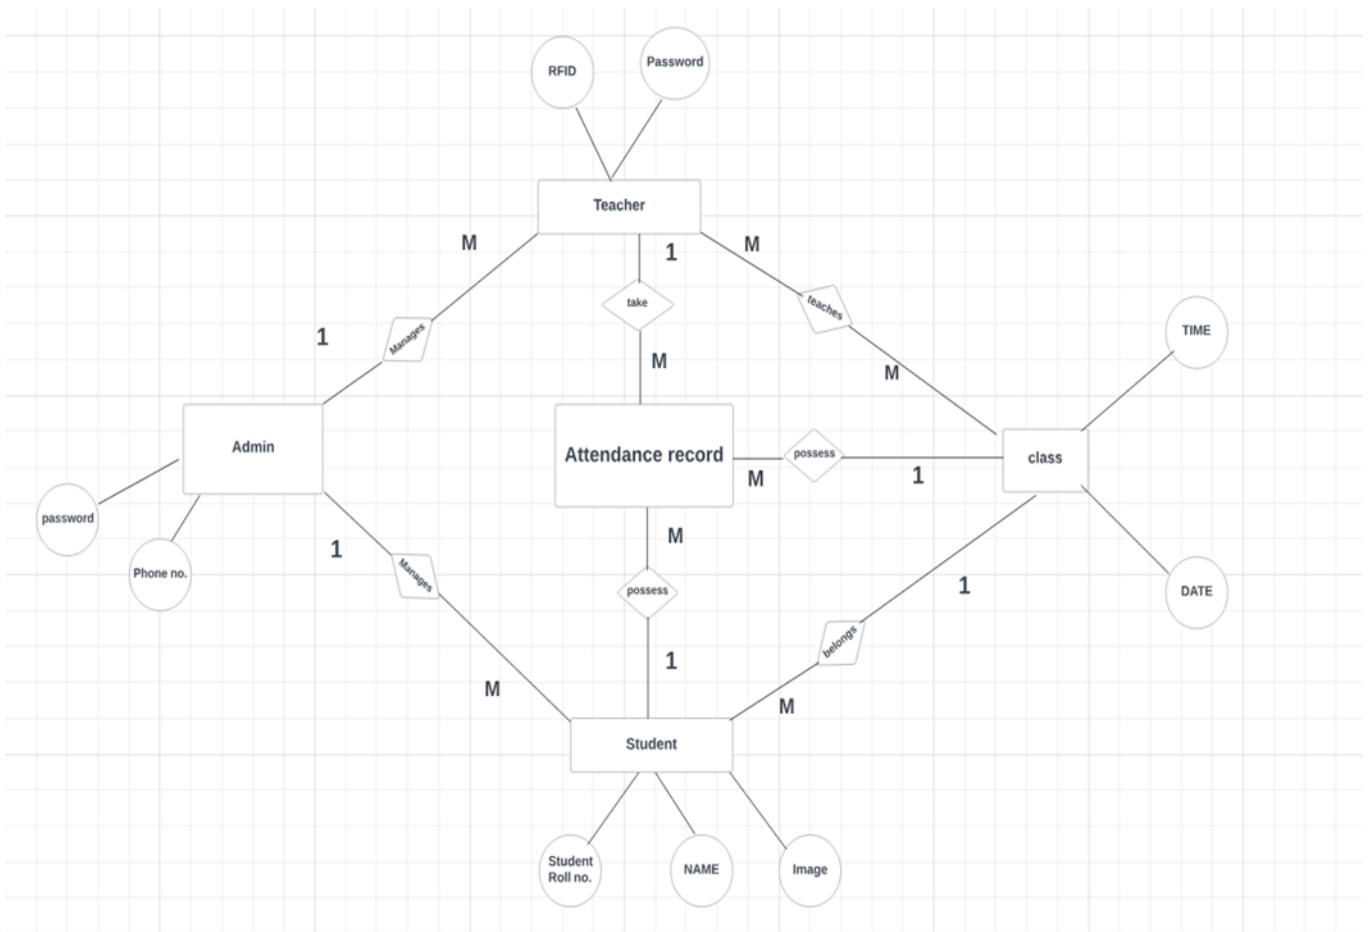 RFID
Password
Teacher
M
1
M
take
teaches
1
Manages
M
M
TIME
Admin
Attendance record
possess
class
M
1
password
Phone no.
1
Manages
M
possess
1
DATE
belongs
1
M
M
Student
Student
Roll no.
NAME
Image